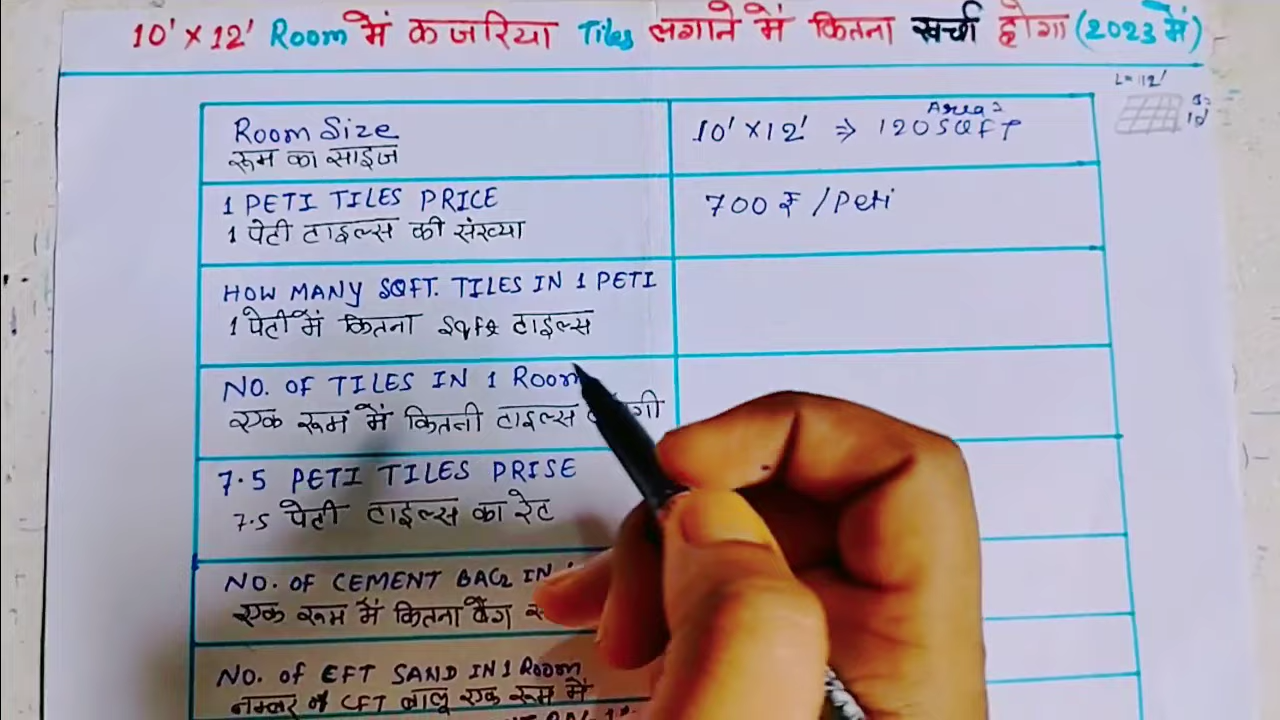 10' X 12' Room में कजरिया Tiles लगाने में कितना खर्चा होगा (2023 में)
L = 12'
10'
Room Size
रूम का साइज
Area =
10' X 12' ⇒ 120 SQFT
1 PETI TILES PRICE
1 पेटी टाइल्स की संख्या
700 ₹ / Peti
HOW MANY SQFT. TILES IN 1 PETI
1 पेटी में कितना sqft टाइल्स
NO. OF TILES IN 1 Room
एक रूम में कितनी टाइल्स
7.5 PETI TILES PRISE
7.5 पेटी टाइल्स का रेट
NO. OF CEMENT BAG IN
एक रूम में कितना बैग
NO. OF CFT SAND IN 1 Room
नम्बर of CFT बालू एक रूम में